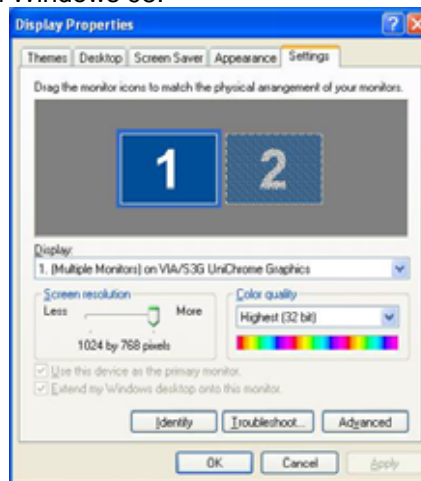 Display Properties
Themes Desktop Screen Saver Appearance Settings
Drag the monitor icons to match the physical arrangement of your monitors.
1 2
Display:
1. (Multiple Monitors) on VIA/S3G UniChrome Graphics
Screen resolution
Less More
1024 by 768 pixels
Color quality
Highest (32 bit)
Use this device as the primary monitor.
Extend my Windows desktop onto this monitor.
Identify Troubleshoot... Advanced
OK Cancel Apply